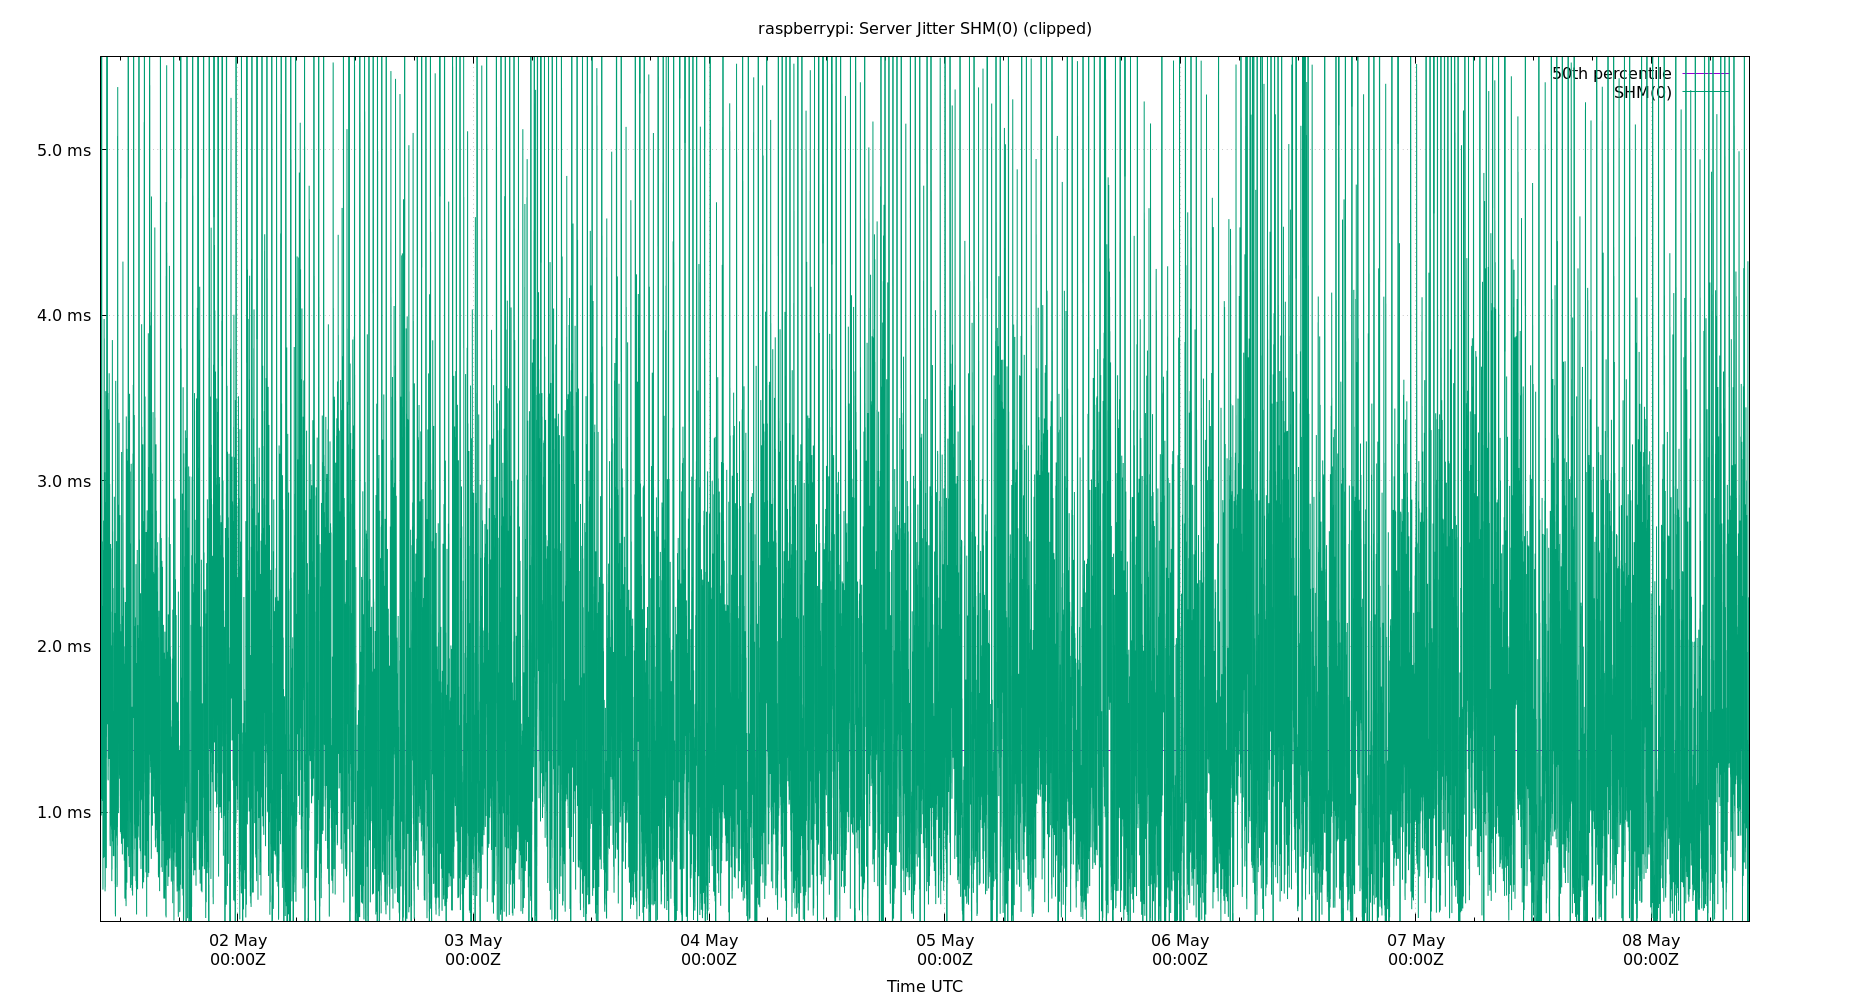 raspberrypi: Server Jitter SHM(0) (clipped)
50th percentile
SHM(0)
5.0 ms
4.0 ms
3.0 ms
2.0 ms
1.0 ms
02 May 03 May 04 May 05 May 06 May 07 May 08 May
00:00Z 00:00Z 00:00Z 00:00Z 00:00Z 00:00Z 00:00Z
Time UTC